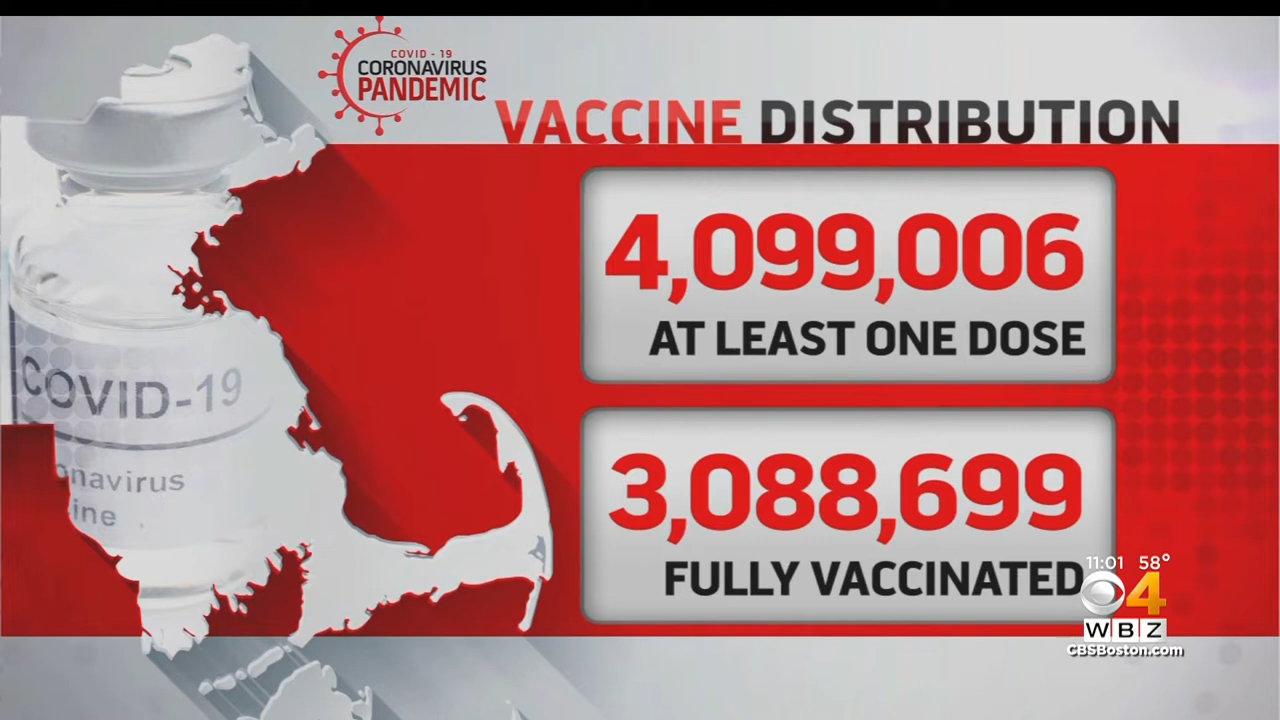 COVID - 19
CORONAVIRUS
PANDEMIC
VACCINE DISTRIBUTION
4,099,006
AT LEAST ONE DOSE
3,088,699
FULLY VACCINATED
COVID-19
onavirus
ine
11:01 58°
4
WBZ
CBSBoston.com